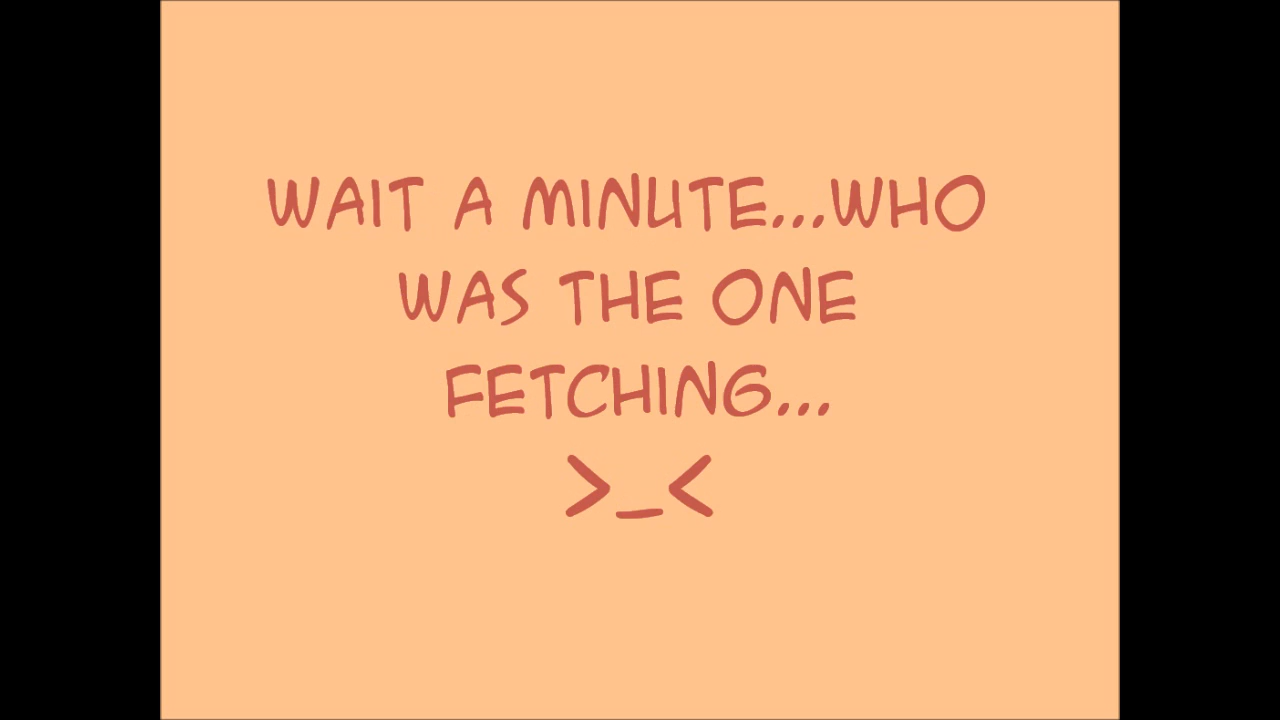 WAIT A MINUTE...WHO
WAS THE ONE
FETCHING...
>_<